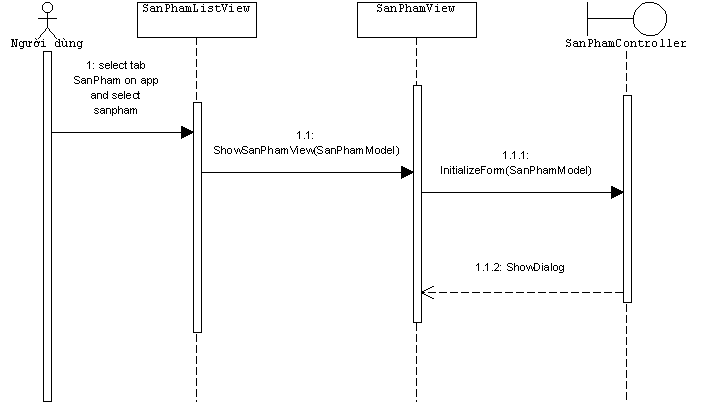 SanPhamListView
SanPhamView
Người dùng
SanPhamController
1: select tab
SanPham on app
and select
sanpham
1.1:
ShowSanPhamView(SanPhamModel)
1.1.1:
InitializeForm(SanPhamModel)
1.1.2: ShowDialog